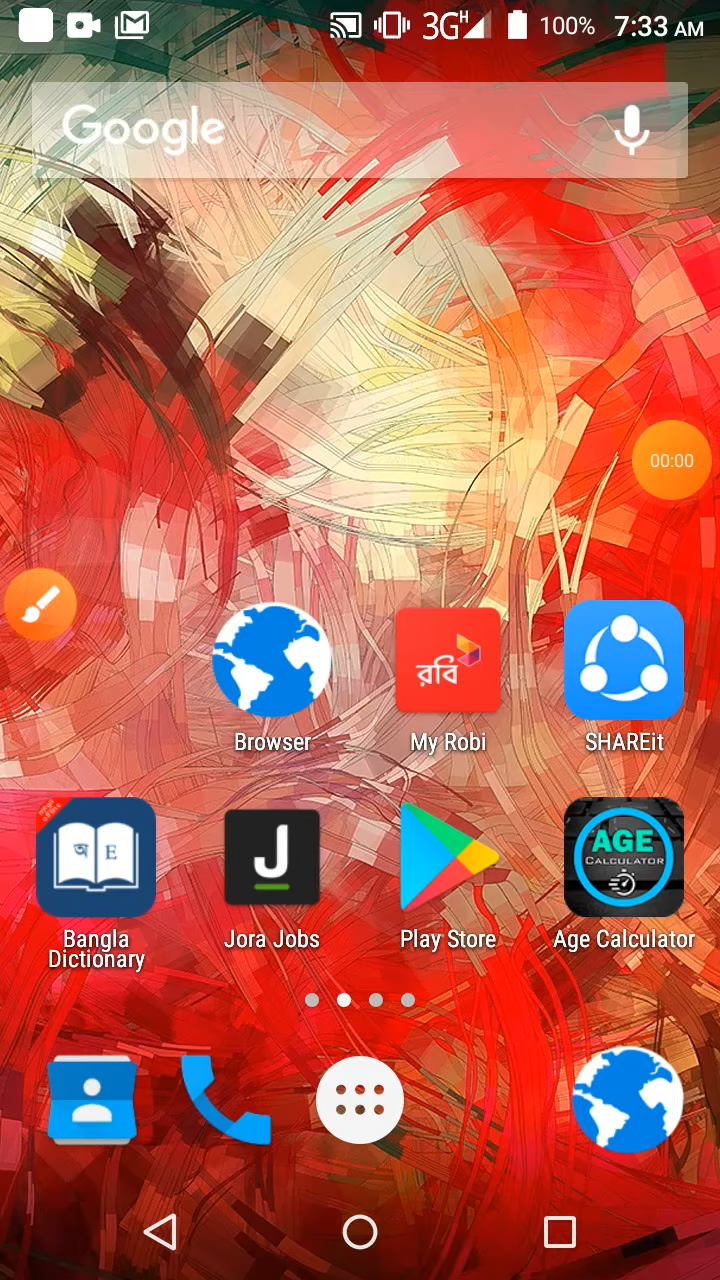 3G H 100% 7:33 AM
Google
00:00
রবি
Browser
My Robi
SHAREit
অ E
AGE
CALCULATOR
J
Bangla
Dictionary
Jora Jobs
Play Store
Age Calculator